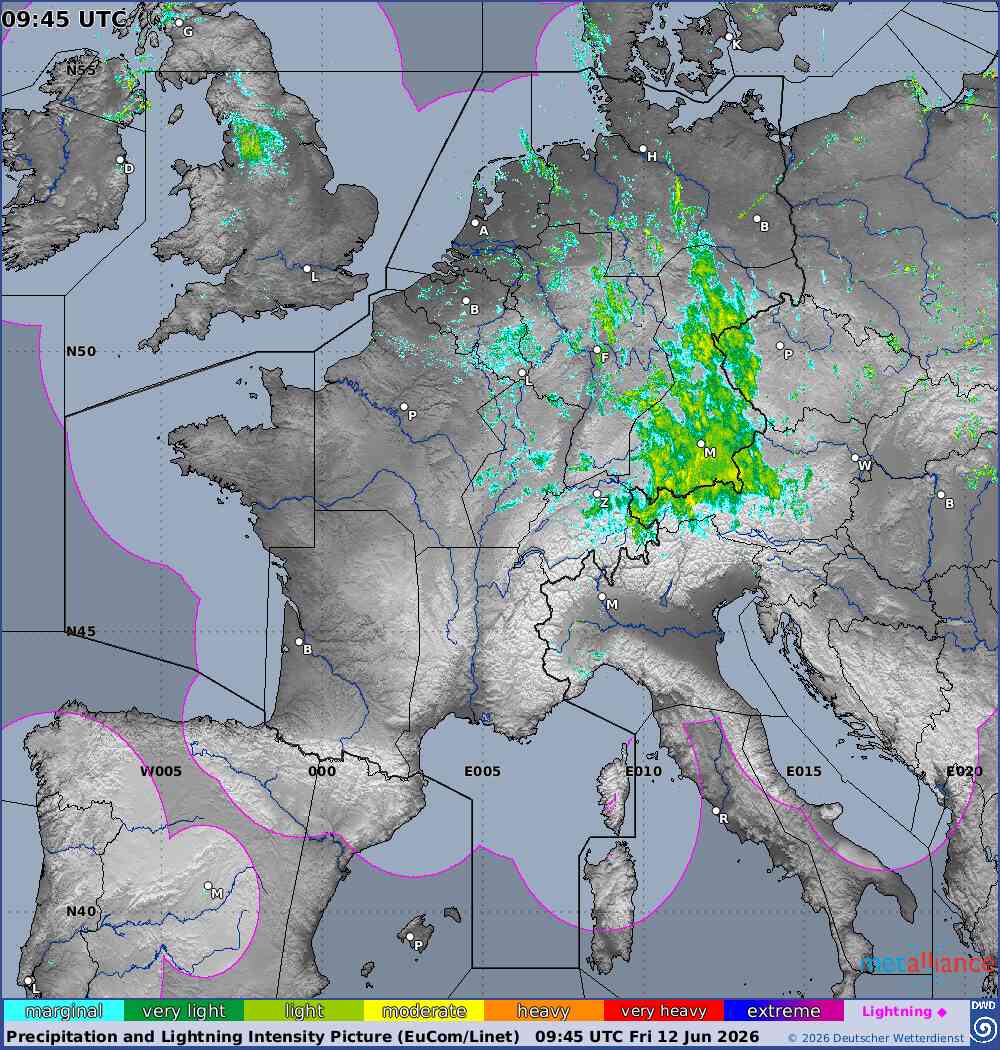 09:45 UTC
G
K
N55
H
D
A
B
L
B
N50
P
F
L
P
M
W
Z
B
M
N45
B
W005
000
E005
E010
E015
E020
R
M
N40
P
metalliance
L
marginal
very light
light
moderate
heavy
very heavy
extreme
Lightning ◆
DWD
Precipitation and Lightning Intensity Picture (EuCom/Linet) 09:45 UTC Fri 12 Jun 2026
© 2026 Deutscher Wetterdienst